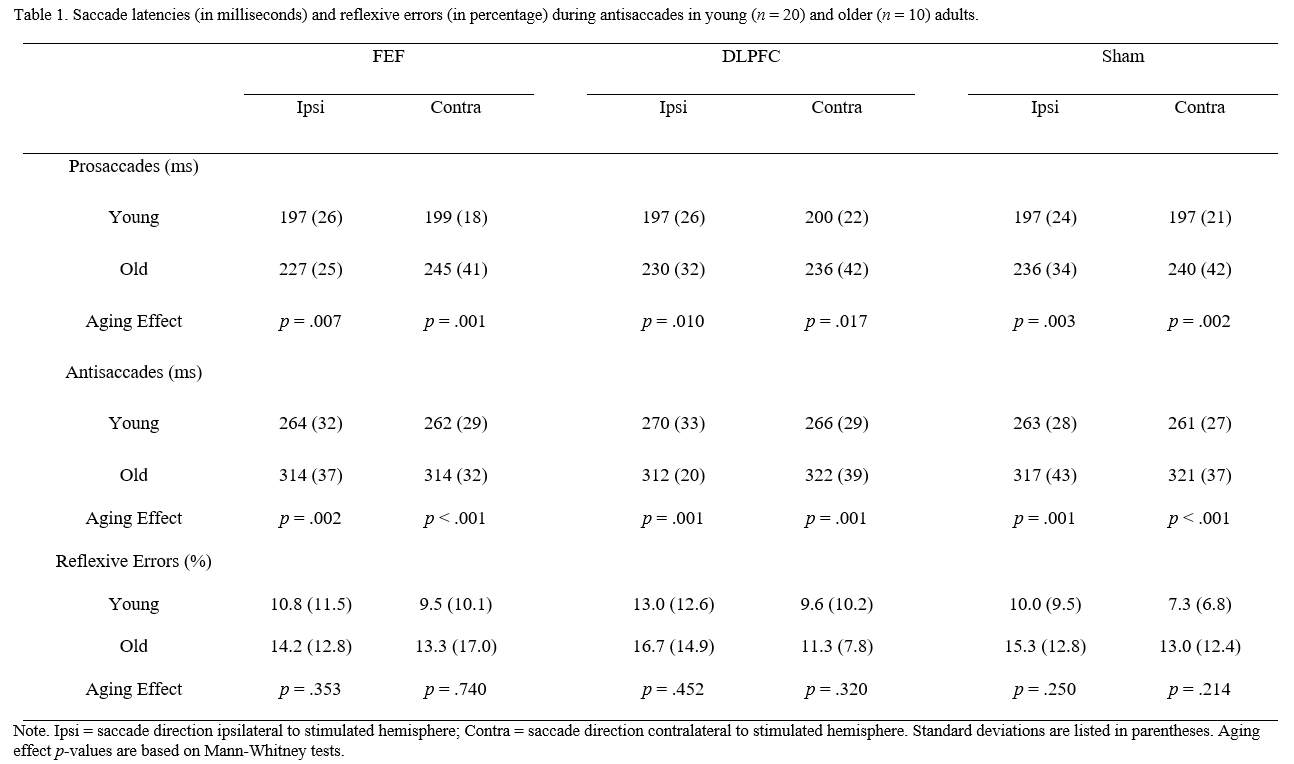 Table 1. Saccade latencies (in milliseconds) and reflexive errors (in percentage) during antisaccades in young (n = 20) and older (n = 10) adults.
FEF DLPFC Sham
Ipsi Contra Ipsi Contra Ipsi Contra
Prosaccades (ms)
Young 197 (26) 199 (18) 197 (26) 200 (22) 197 (24) 197 (21)
Old 227 (25) 245 (41) 230 (32) 236 (42) 236 (34) 240 (42)
Aging Effect p = .007 p = .001 p = .010 p = .017 p = .003 p = .002
Antisaccades (ms)
Young 264 (32) 262 (29) 270 (33) 266 (29) 263 (28) 261 (27)
Old 314 (37) 314 (32) 312 (20) 322 (39) 317 (43) 321 (37)
Aging Effect p = .002 p < .001 p = .001 p = .001 p = .001 p < .001
Reflexive Errors (%)
Young 10.8 (11.5) 9.5 (10.1) 13.0 (12.6) 9.6 (10.2) 10.0 (9.5) 7.3 (6.8)
Old 14.2 (12.8) 13.3 (17.0) 16.7 (14.9) 11.3 (7.8) 15.3 (12.8) 13.0 (12.4)
Aging Effect p = .353 p = .740 p = .452 p = .320 p = .250 p = .214
Note. Ipsi = saccade direction ipsilateral to stimulated hemisphere; Contra = saccade direction contralateral to stimulated hemisphere. Standard deviations are listed in parentheses. Aging
effect p-values are based on Mann-Whitney tests.